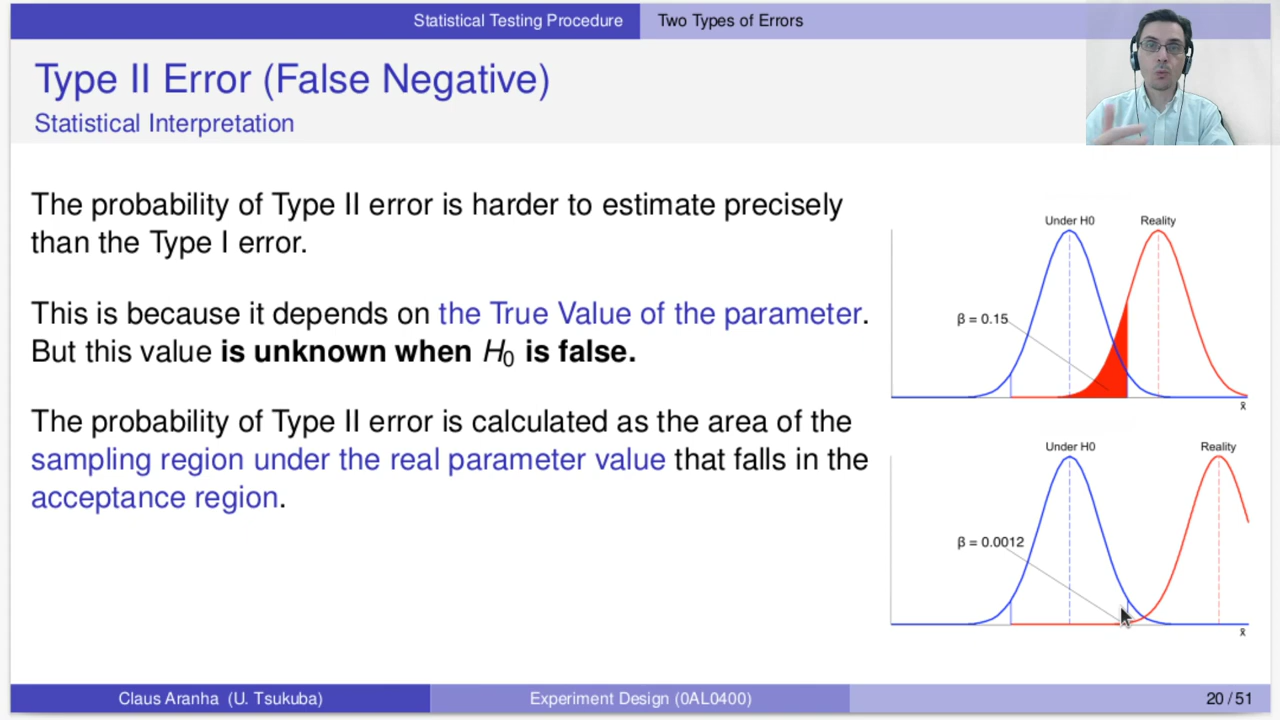 Statistical Testing Procedure
Two Types of Errors
Type II Error (False Negative)
Statistical Interpretation
The probability of Type II error is harder to estimate precisely
than the Type I error.
This is because it depends on the True Value of the parameter.
But this value is unknown when H₀ is false.
The probability of Type II error is calculated as the area of the
sampling region under the real parameter value that falls in the
acceptance region.
Under H0
Reality
β = 0.15
x̄
Under H0
Reality
β = 0.0012
x̄
Claus Aranha (U. Tsukuba)
Experiment Design (0AL0400)
20 / 51